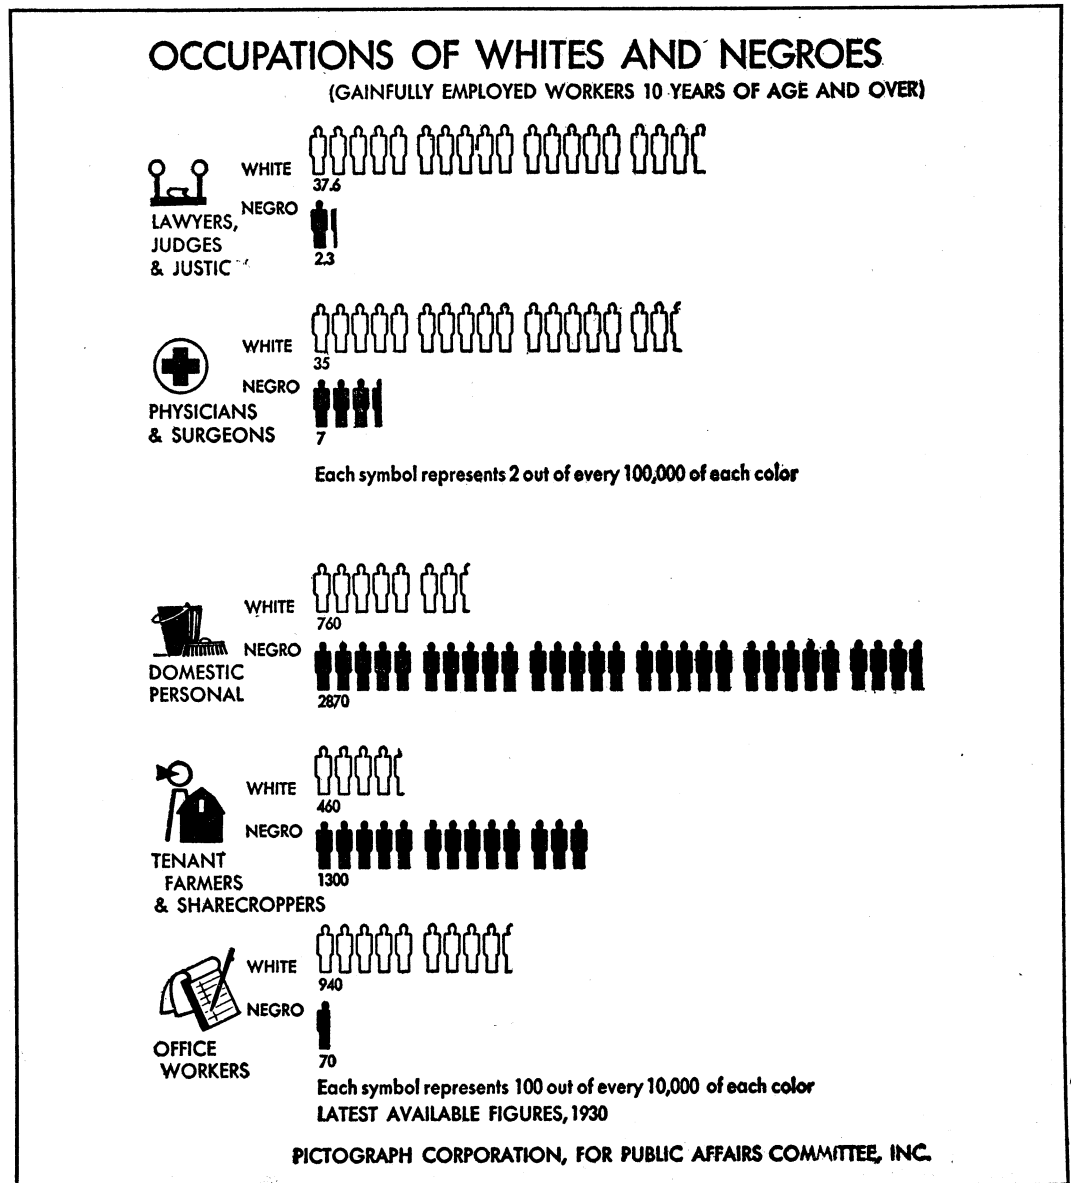 OCCUPATIONS OF WHITES AND NEGROES
(GAINFULLY EMPLOYED WORKERS 10 YEARS OF AGE AND OVER)
WHITE
37.6
NEGRO
2.3
LAWYERS,
JUDGES
& JUSTIC
WHITE
35
NEGRO
7
PHYSICIANS
& SURGEONS
Each symbol represents 2 out of every 100,000 of each color
WHITE
760
NEGRO
2870
DOMESTIC
PERSONAL
WHITE
460
NEGRO
1300
TENANT
FARMERS
& SHARECROPPERS
WHITE
940
NEGRO
70
OFFICE
WORKERS
Each symbol represents 100 out of every 10,000 of each color
LATEST AVAILABLE FIGURES, 1930
PICTOGRAPH CORPORATION, FOR PUBLIC AFFAIRS COMMITTEE, INC.